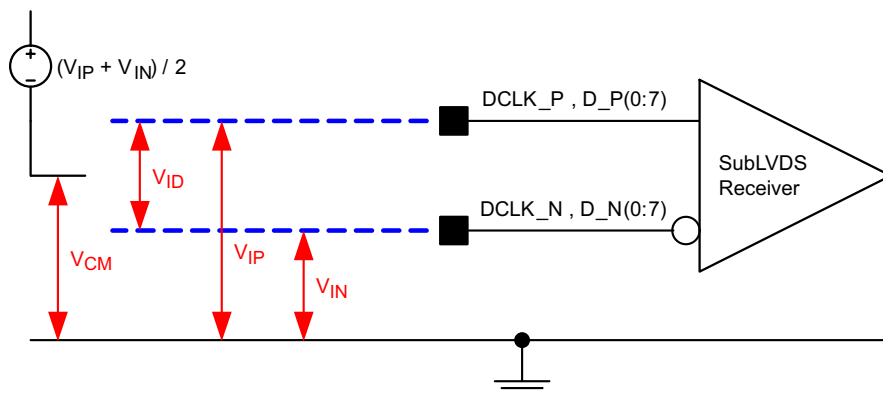 +
−
(VIP + VIN) / 2
DCLK_P , D_P(0:7)
SubLVDS
Receiver
VID
DCLK_N , D_N(0:7)
VCM
VIP
VIN